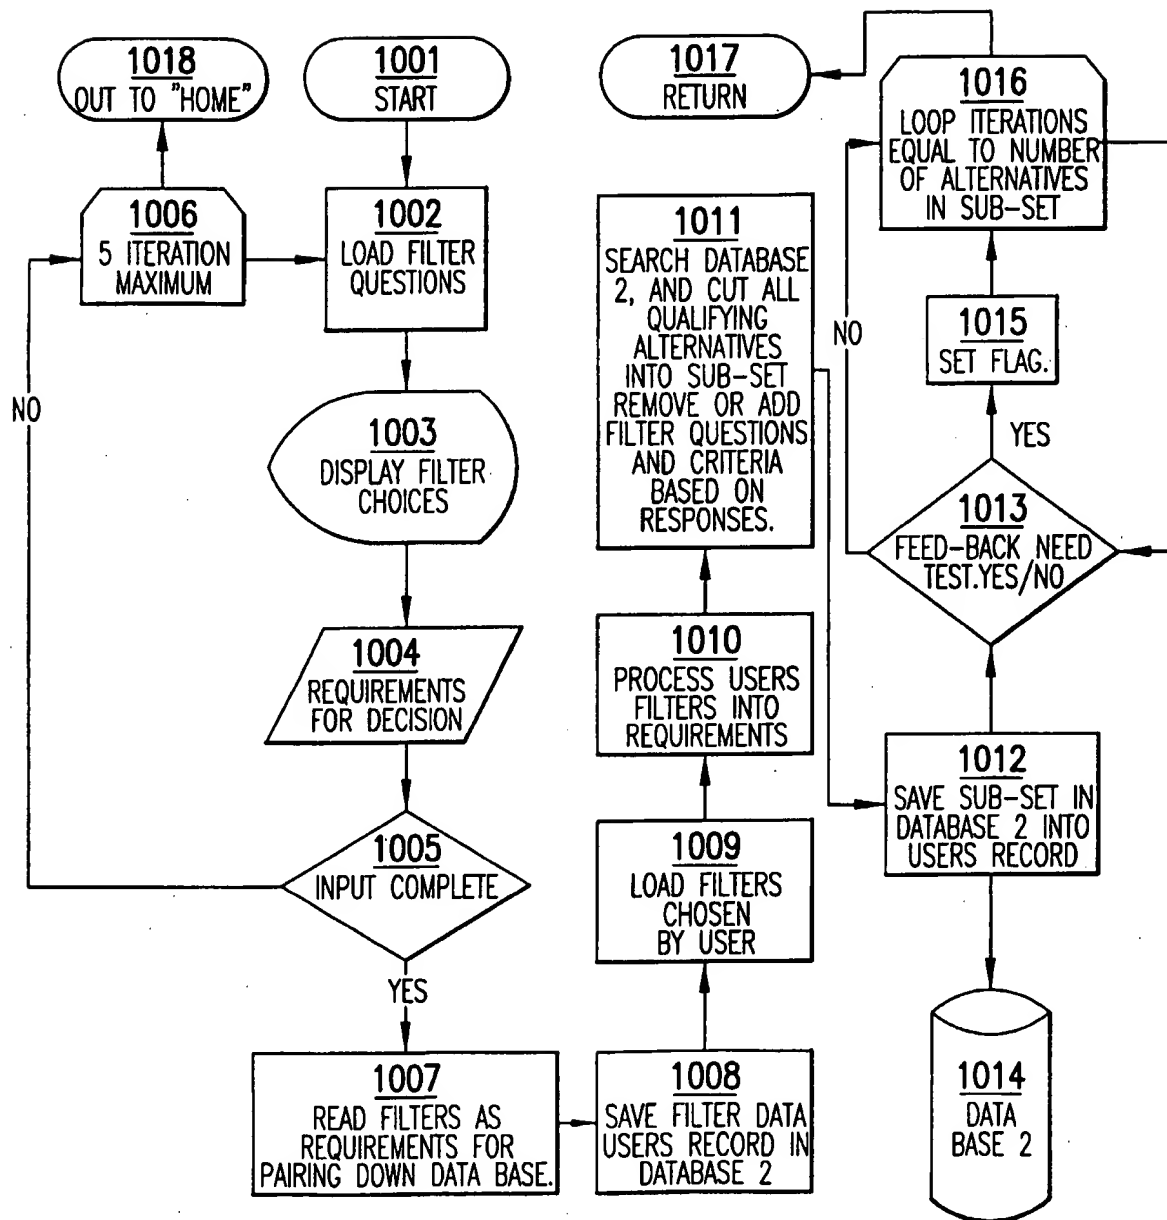 1018
OUT TO "HOME"
1001
START
1006
5 ITERATION
MAXIMUM
1002
LOAD FILTER
QUESTIONS
NO
1003
DISPLAY FILTER
CHOICES
1004
REQUIREMENTS
FOR DECISION
1005
INPUT COMPLETE
YES
1007
READ FILTERS AS
REQUIREMENTS FOR
PAIRING DOWN DATA BASE.
1008
SAVE FILTER DATA
USERS RECORD IN
DATABASE 2
1009
LOAD FILTERS
CHOSEN
BY USER
1010
PROCESS USERS
FILTERS INTO
REQUIREMENTS
1011
SEARCH DATABASE
2, AND CUT ALL
QUALIFYING
ALTERNATIVES
INTO SUB-SET
REMOVE OR ADD
FILTER QUESTIONS
AND CRITERIA
BASED ON
RESPONSES.
1012
SAVE SUB-SET IN
DATABASE 2 INTO
USERS RECORD
1014
DATA
BASE 2
1013
FEED-BACK NEED
TEST.YES/NO
YES
NO
1015
SET FLAG.
1016
LOOP ITERATIONS
EQUAL TO NUMBER
OF ALTERNATIVES
IN SUB-SET
1017
RETURN